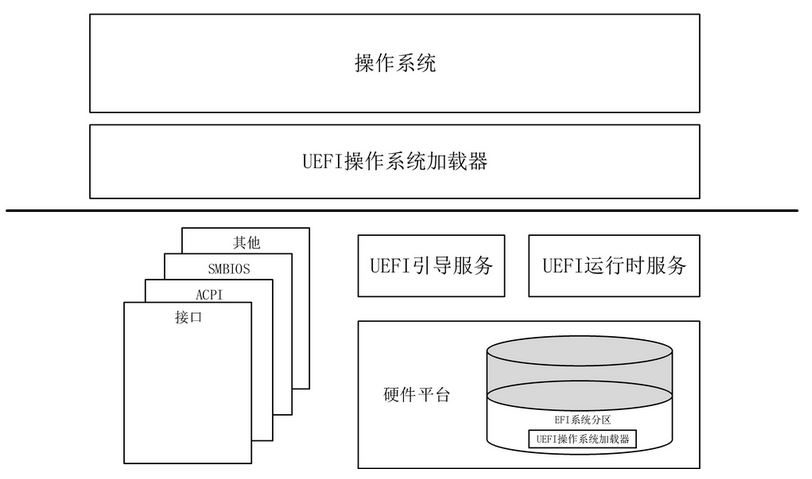 操作系统
UEFI操作系统加载器
其他
SMBIOS
ACPI
接口
UEFI引导服务
UEFI运行时服务
硬件平台
EFI系统分区
UEFI操作系统加载器